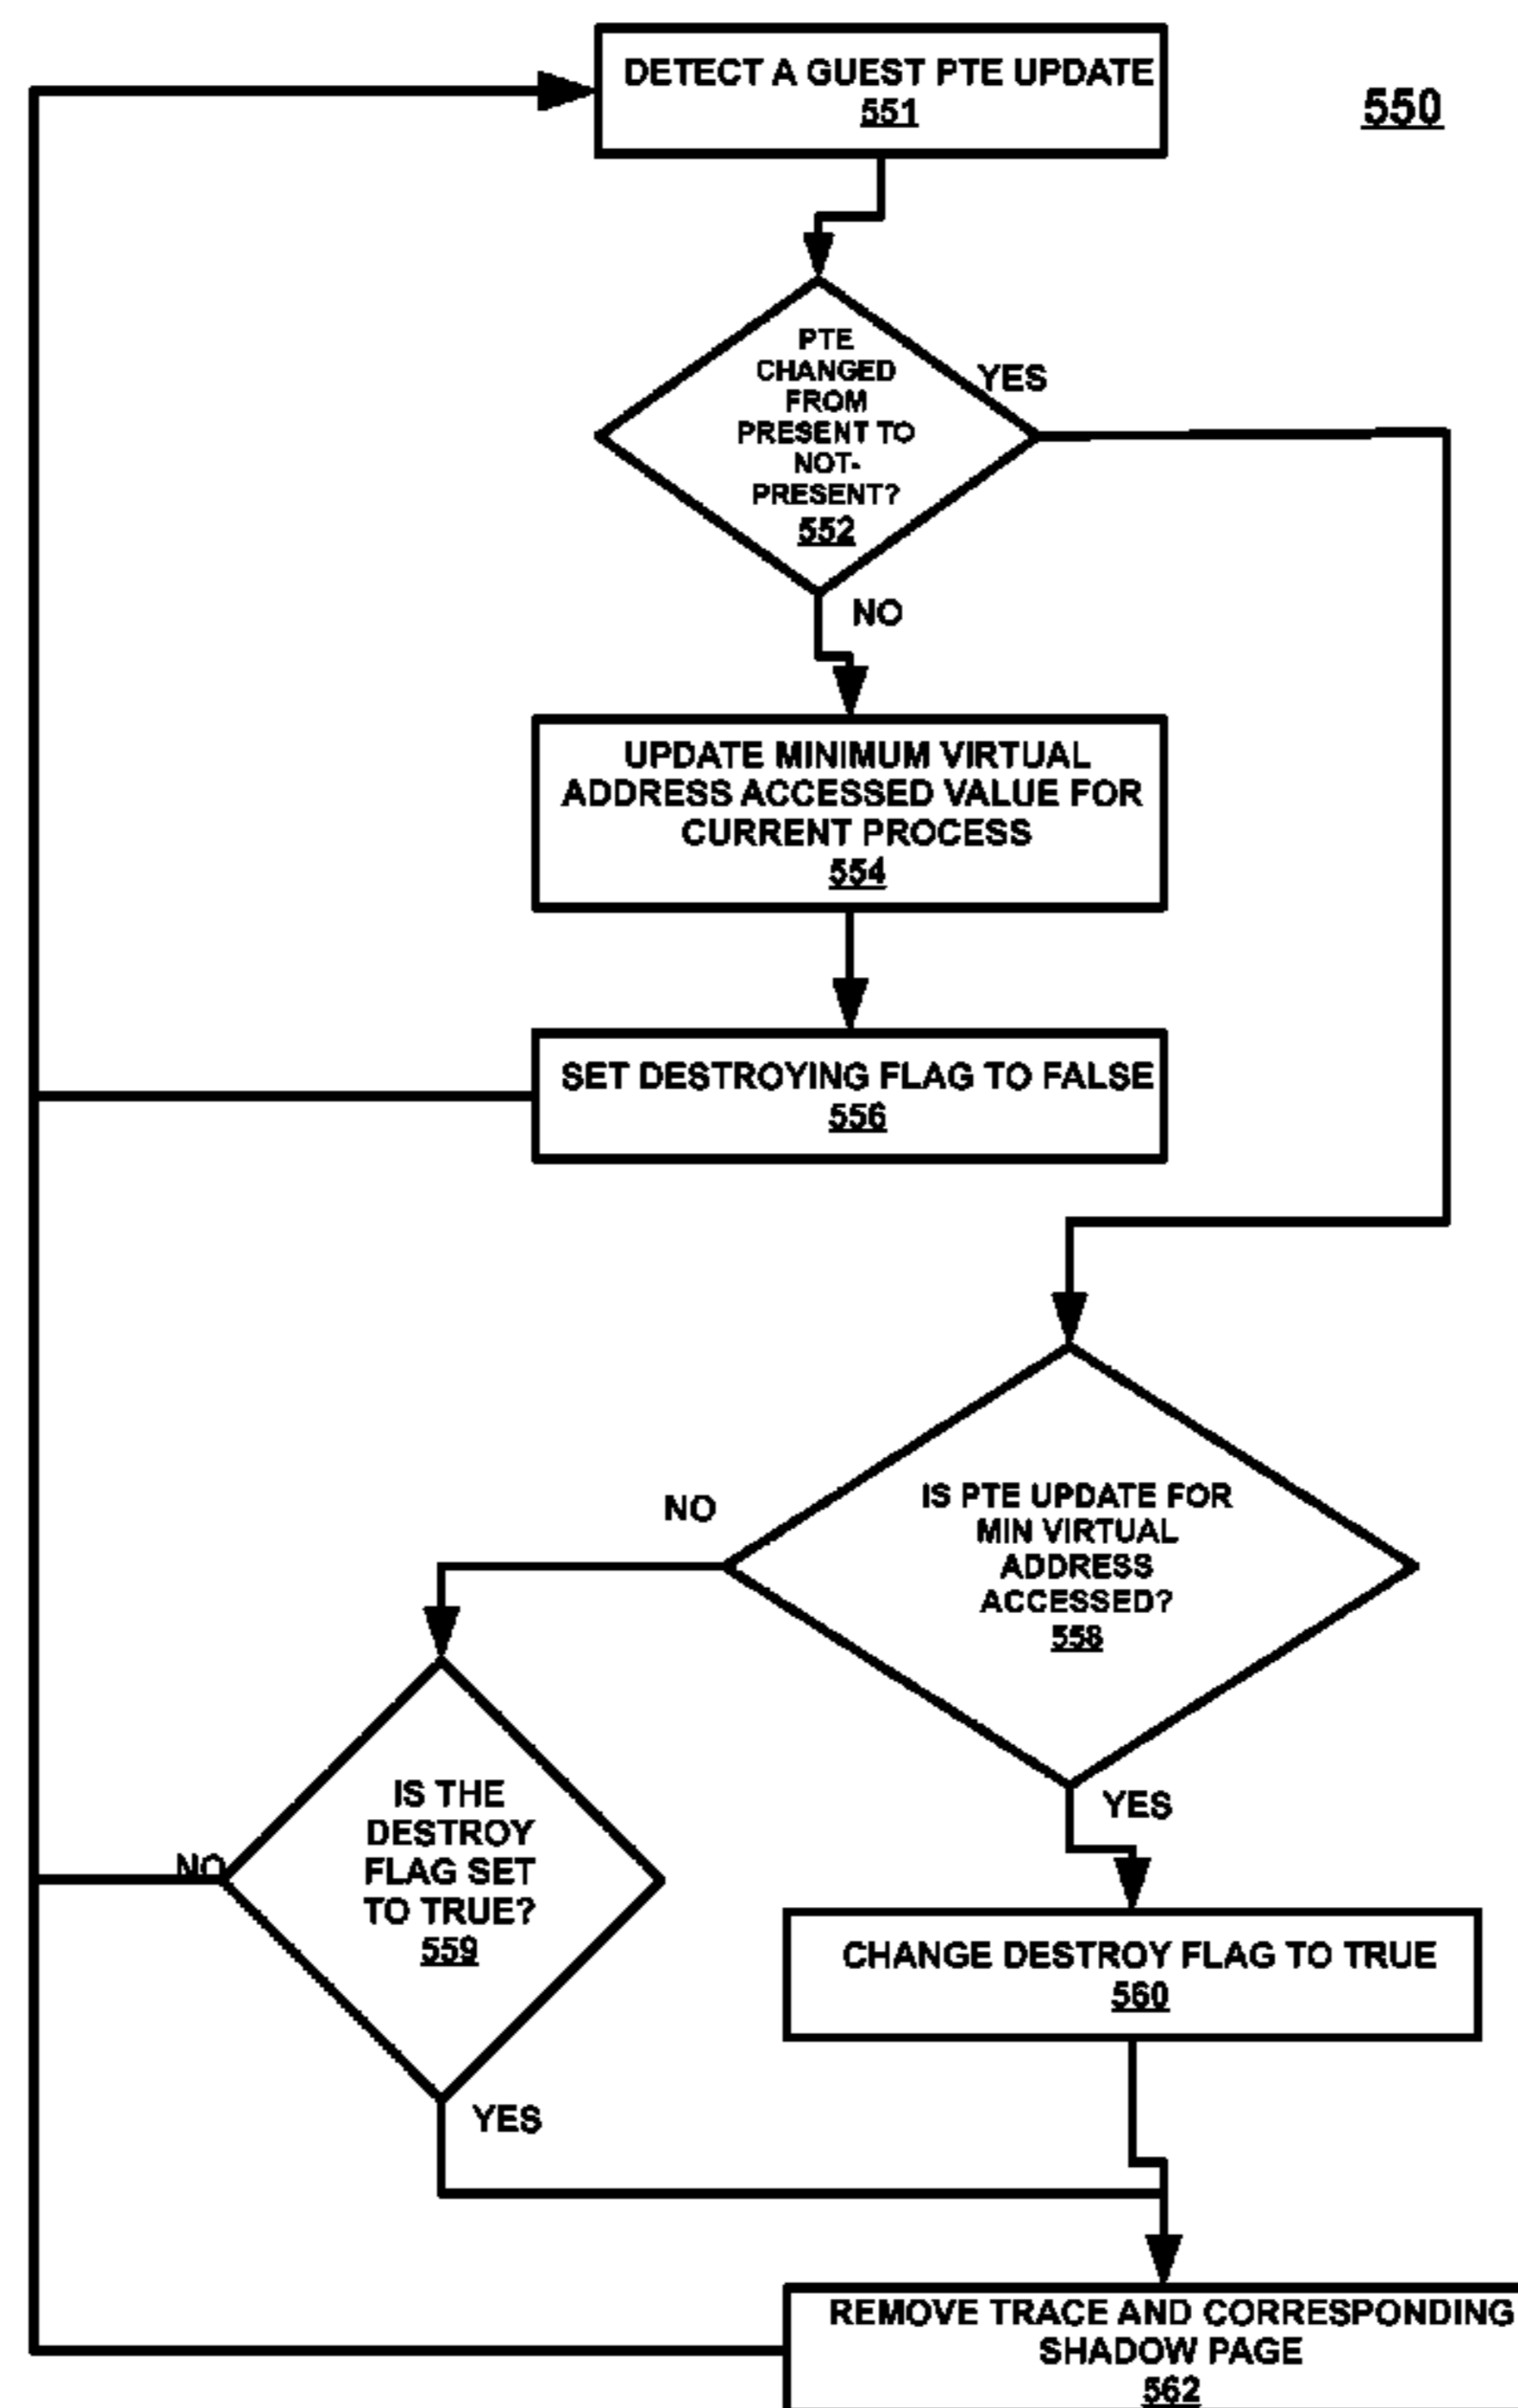 DETECT A GUEST PTE UPDATE
551
550
PTE
CHANGED
FROM
PRESENT TO
NOT-
PRESENT?
552
YES
NO
UPDATE MINIMUM VIRTUAL
ADDRESS ACCESSED VALUE FOR
CURRENT PROCESS
554
SET DESTROYING FLAG TO FALSE
556
IS PTE UPDATE FOR
MIN VIRTUAL
ADDRESS
ACCESSED?
558
NO
YES
IS THE
DESTROY
FLAG SET
TO TRUE?
559
NO
YES
CHANGE DESTROY FLAG TO TRUE
560
REMOVE TRACE AND CORRESPONDING
SHADOW PAGE
562